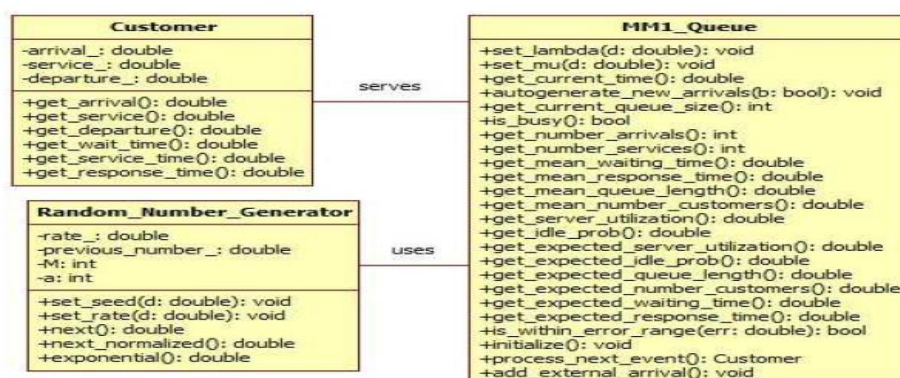 Customer
-arrival_: double
-service_: double
-departure_: double
+get_arrival(): double
+get_service(): double
+get_departure(): double
+get_wait_time(): double
+get_service_time(): double
+get_response_time(): double
serves
Random_Number_Generator
-rate_: double
-previous_number_: double
-M: int
-a: int
+set_seed(d: double): void
+set_rate(d: double): void
+next(): double
+next_normalized(): double
+exponential(): double
uses
MM1_Queue
+set_lambda(d: double): void
+set_mu(d: double): void
+get_current_time(): double
+autogenerate_new_arrivals(b: bool): void
+get_current_queue_size(): int
+is_busy(): bool
+get_number_arrivals(): int
+get_number_services(): int
+get_mean_waiting_time(): double
+get_mean_response_time(): double
+get_mean_queue_length(): double
+get_mean_number_customers(): double
+get_server_utilization(): double
+get_idle_prob(): double
+get_expected_server_utilization(): double
+get_expected_idle_prob(): double
+get_expected_queue_length(): double
+get_expected_number_customers(): double
+get_expected_waiting_time(): double
+get_expected_response_time(): double
+is_within_error_range(err: double): bool
+initialize(): void
+process_next_event(): Customer
+add_external_arrival(): void